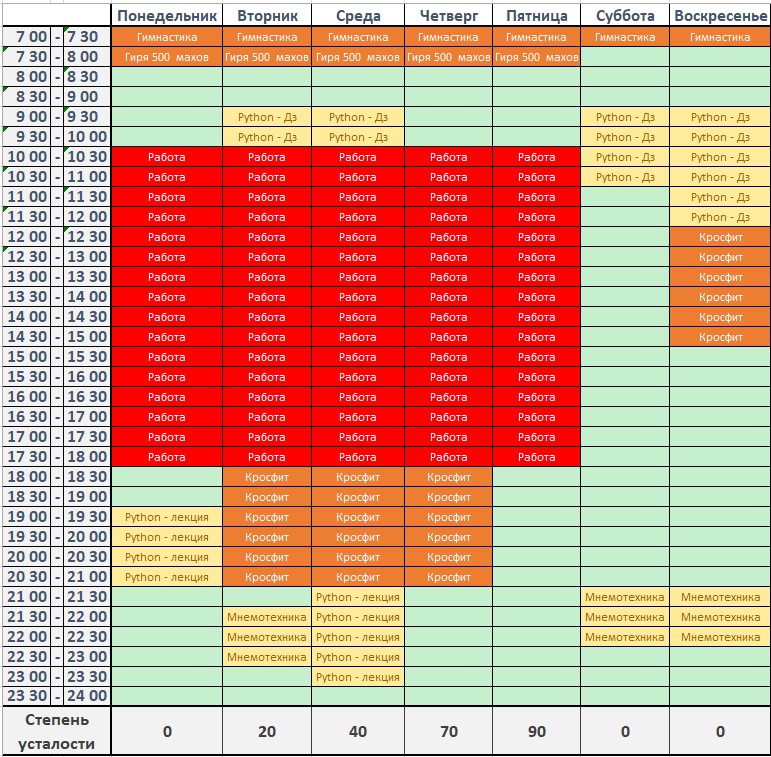 Понедельник Вторник Среда Четверг Пятница Суббота Воскресенье
7 00 - 7 30 Гимнастика Гимнастика Гимнастика Гимнастика Гимнастика Гимнастика Гимнастика
7 30 - 8 00 Гиря 500 махов Гиря 500 махов Гиря 500 махов Гиря 500 махов Гиря 500 махов
8 00 - 8 30
8 30 - 9 00
9 00 - 9 30 Python - Дз Python - Дз Python - Дз Python - Дз
9 30 - 10 00 Python - Дз Python - Дз Python - Дз Python - Дз
10 00 - 10 30 Работа Работа Работа Работа Работа Python - Дз Python - Дз
10 30 - 11 00 Работа Работа Работа Работа Работа Python - Дз Python - Дз
11 00 - 11 30 Работа Работа Работа Работа Работа Python - Дз
11 30 - 12 00 Работа Работа Работа Работа Работа Python - Дз
12 00 - 12 30 Работа Работа Работа Работа Работа Кросфит
12 30 - 13 00 Работа Работа Работа Работа Работа Кросфит
13 00 - 13 30 Работа Работа Работа Работа Работа Кросфит
13 30 - 14 00 Работа Работа Работа Работа Работа Кросфит
14 00 - 14 30 Работа Работа Работа Работа Работа Кросфит
14 30 - 15 00 Работа Работа Работа Работа Работа Кросфит
15 00 - 15 30 Работа Работа Работа Работа Работа
15 30 - 16 00 Работа Работа Работа Работа Работа
16 00 - 16 30 Работа Работа Работа Работа Работа
16 30 - 17 00 Работа Работа Работа Работа Работа
17 00 - 17 30 Работа Работа Работа Работа Работа
17 30 - 18 00 Работа Работа Работа Работа Работа
18 00 - 18 30 Кросфит Кросфит Кросфит
18 30 - 19 00 Кросфит Кросфит Кросфит
19 00 - 19 30 Python - лекция Кросфит Кросфит Кросфит
19 30 - 20 00 Python - лекция Кросфит Кросфит Кросфит
20 00 - 20 30 Python - лекция Кросфит Кросфит Кросфит
20 30 - 21 00 Python - лекция Кросфит Кросфит Кросфит
21 00 - 21 30 Python - лекция Мнемотехника Мнемотехника
21 30 - 22 00 Мнемотехника Python - лекция Мнемотехника Мнемотехника
22 00 - 22 30 Мнемотехника Python - лекция Мнемотехника Мнемотехника
22 30 - 23 00 Мнемотехника Python - лекция
23 00 - 23 30 Python - лекция
23 30 - 24 00
Степень
усталости 0 20 40 70 90 0 0